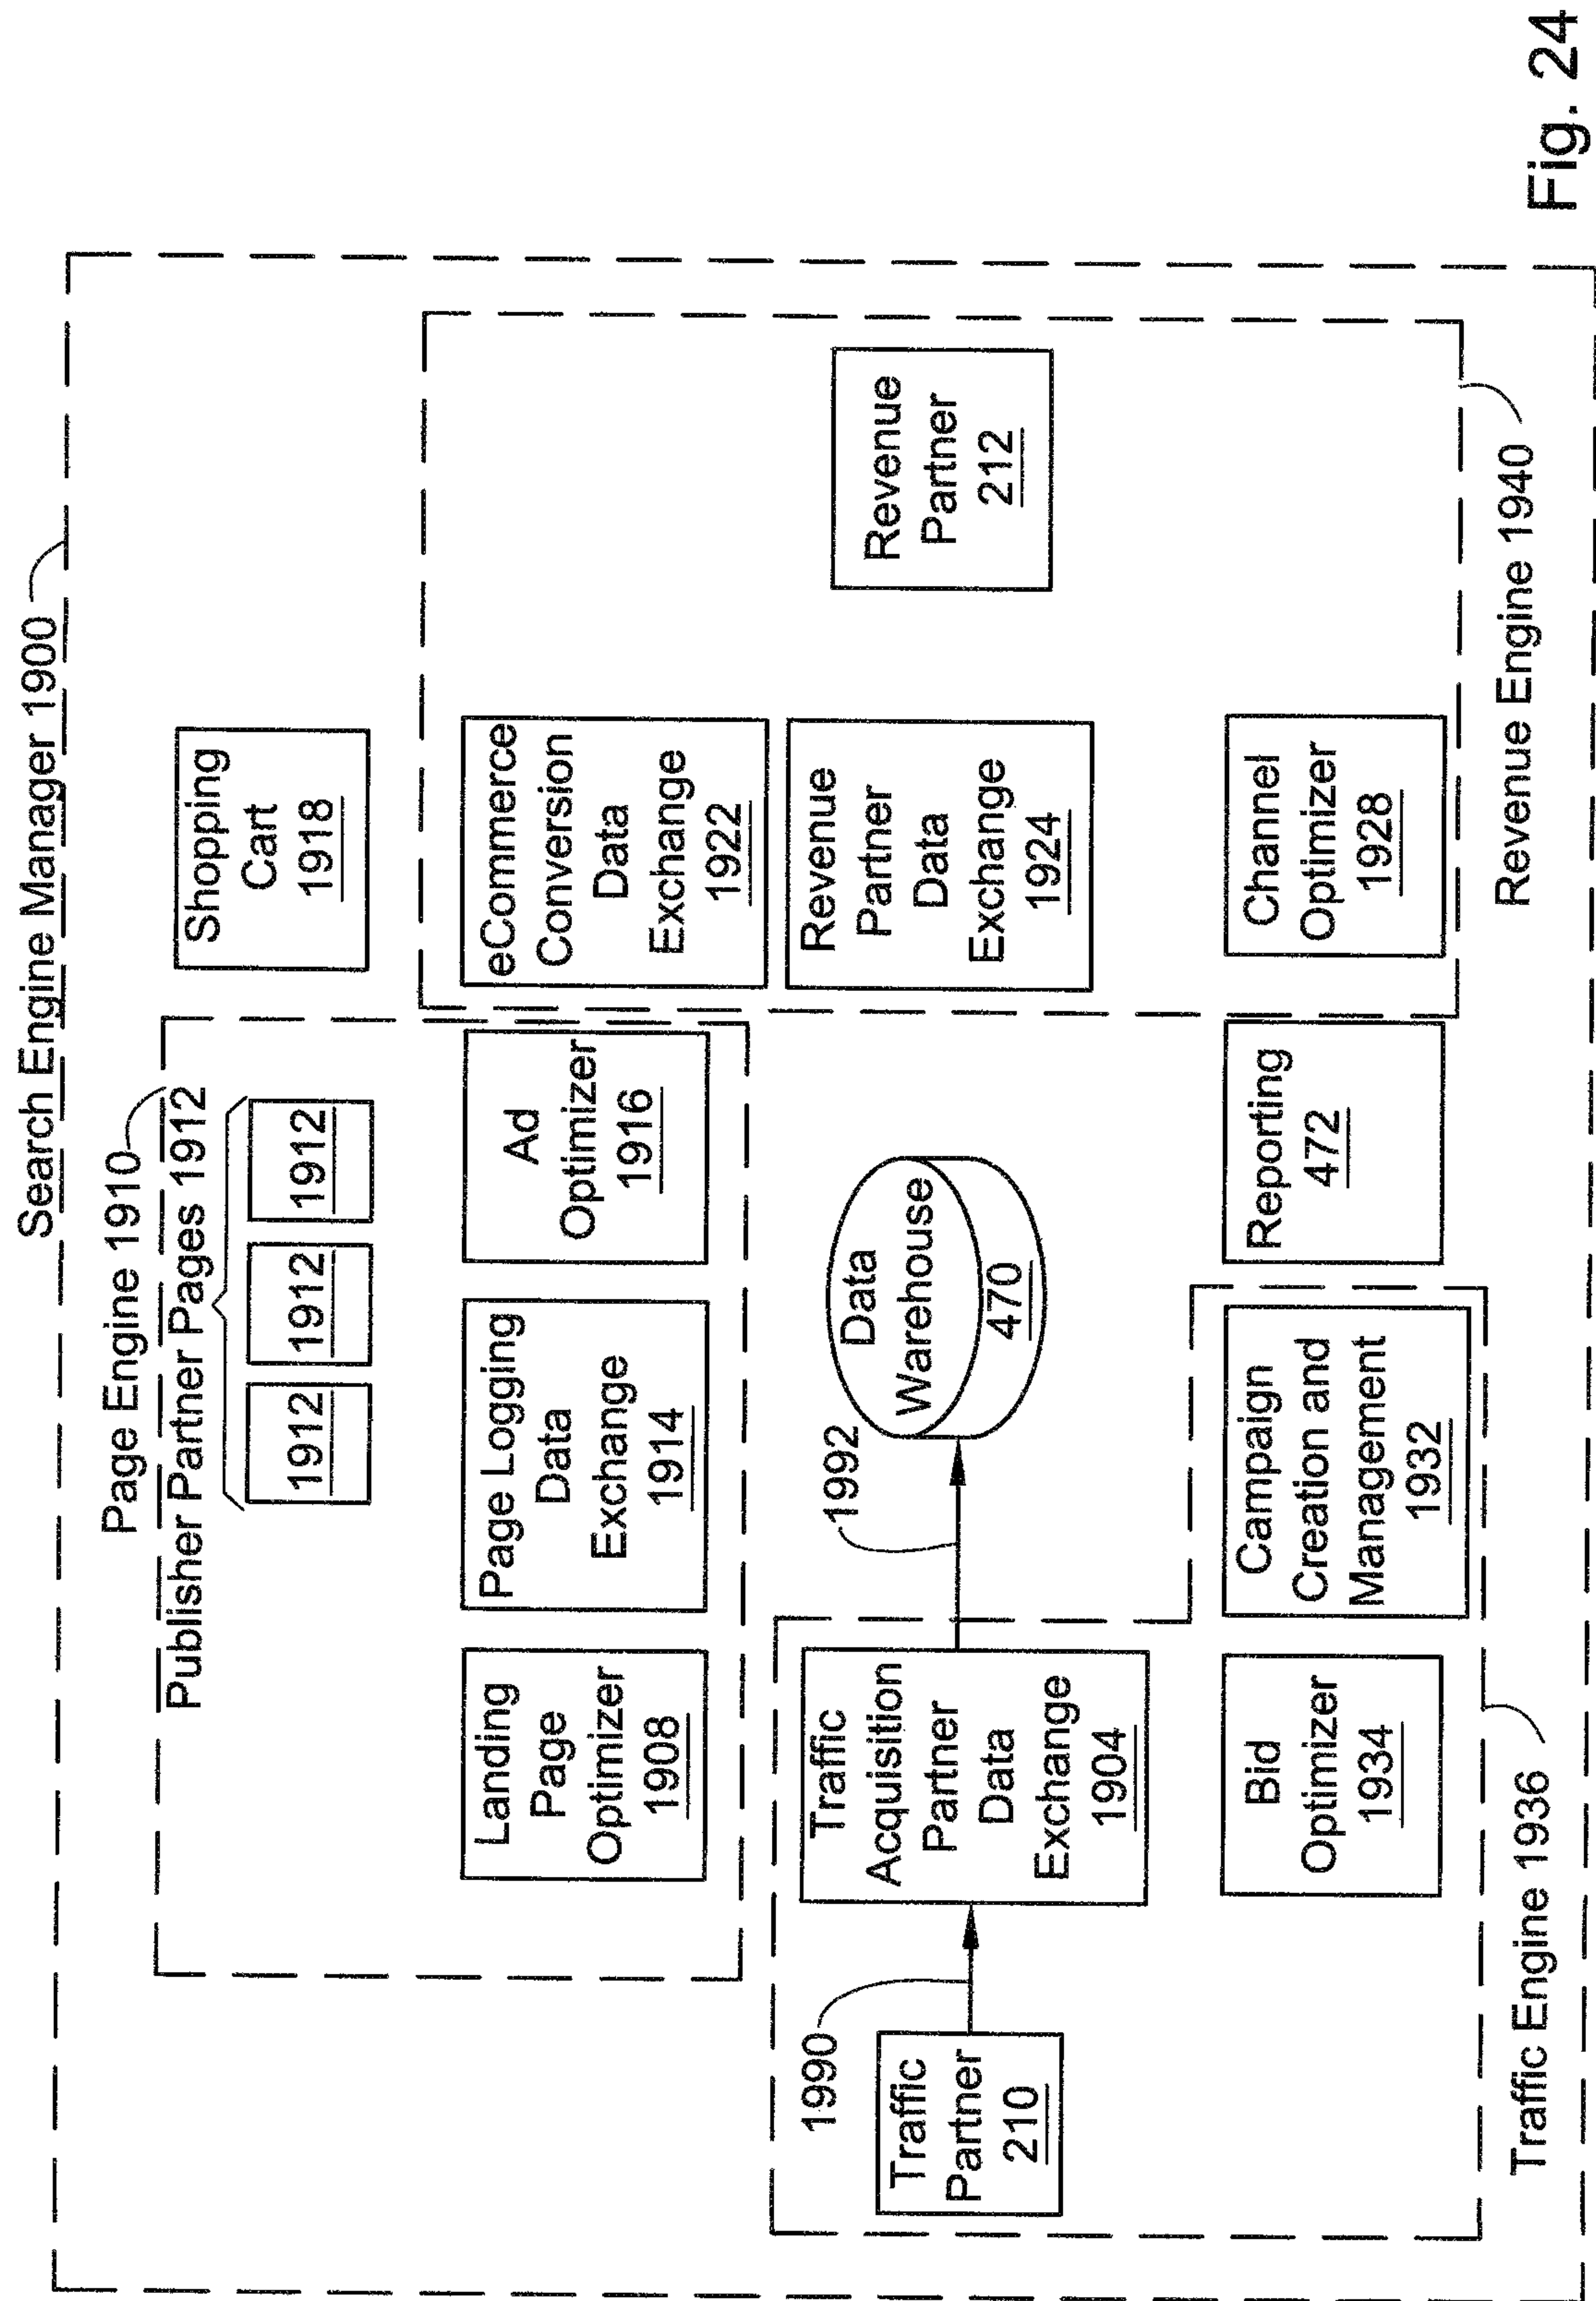 Search Engine Manager 1900
Page Engine 1910
Publisher Partner Pages 1912
1912
1912
1912
Shopping
Cart
1918
Landing
Page
Optimizer
1908
Page Logging
Data
Exchange
1914
Ad
Optimizer
1916
eCommerce
Conversion
Data
Exchange
1922
Traffic
Partner
210
1990
Traffic
Acquisition
Partner
Data
Exchange
1904
1992
Data
Warehouse
470
Revenue
Partner
Data
Exchange
1924
Revenue
Partner
212
Bid
Optimizer
1934
Campaign
Creation and
Management
1932
Reporting
472
Channel
Optimizer
1928
Traffic Engine 1936
Revenue Engine 1940
Fig. 24